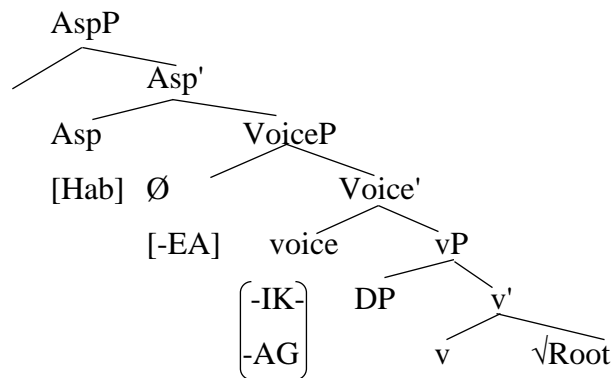 AspP
Asp'
Asp VoiceP
[Hab] Ø Voice'
[-EA] voice vP
-IK- DP v'
-AG v √Root